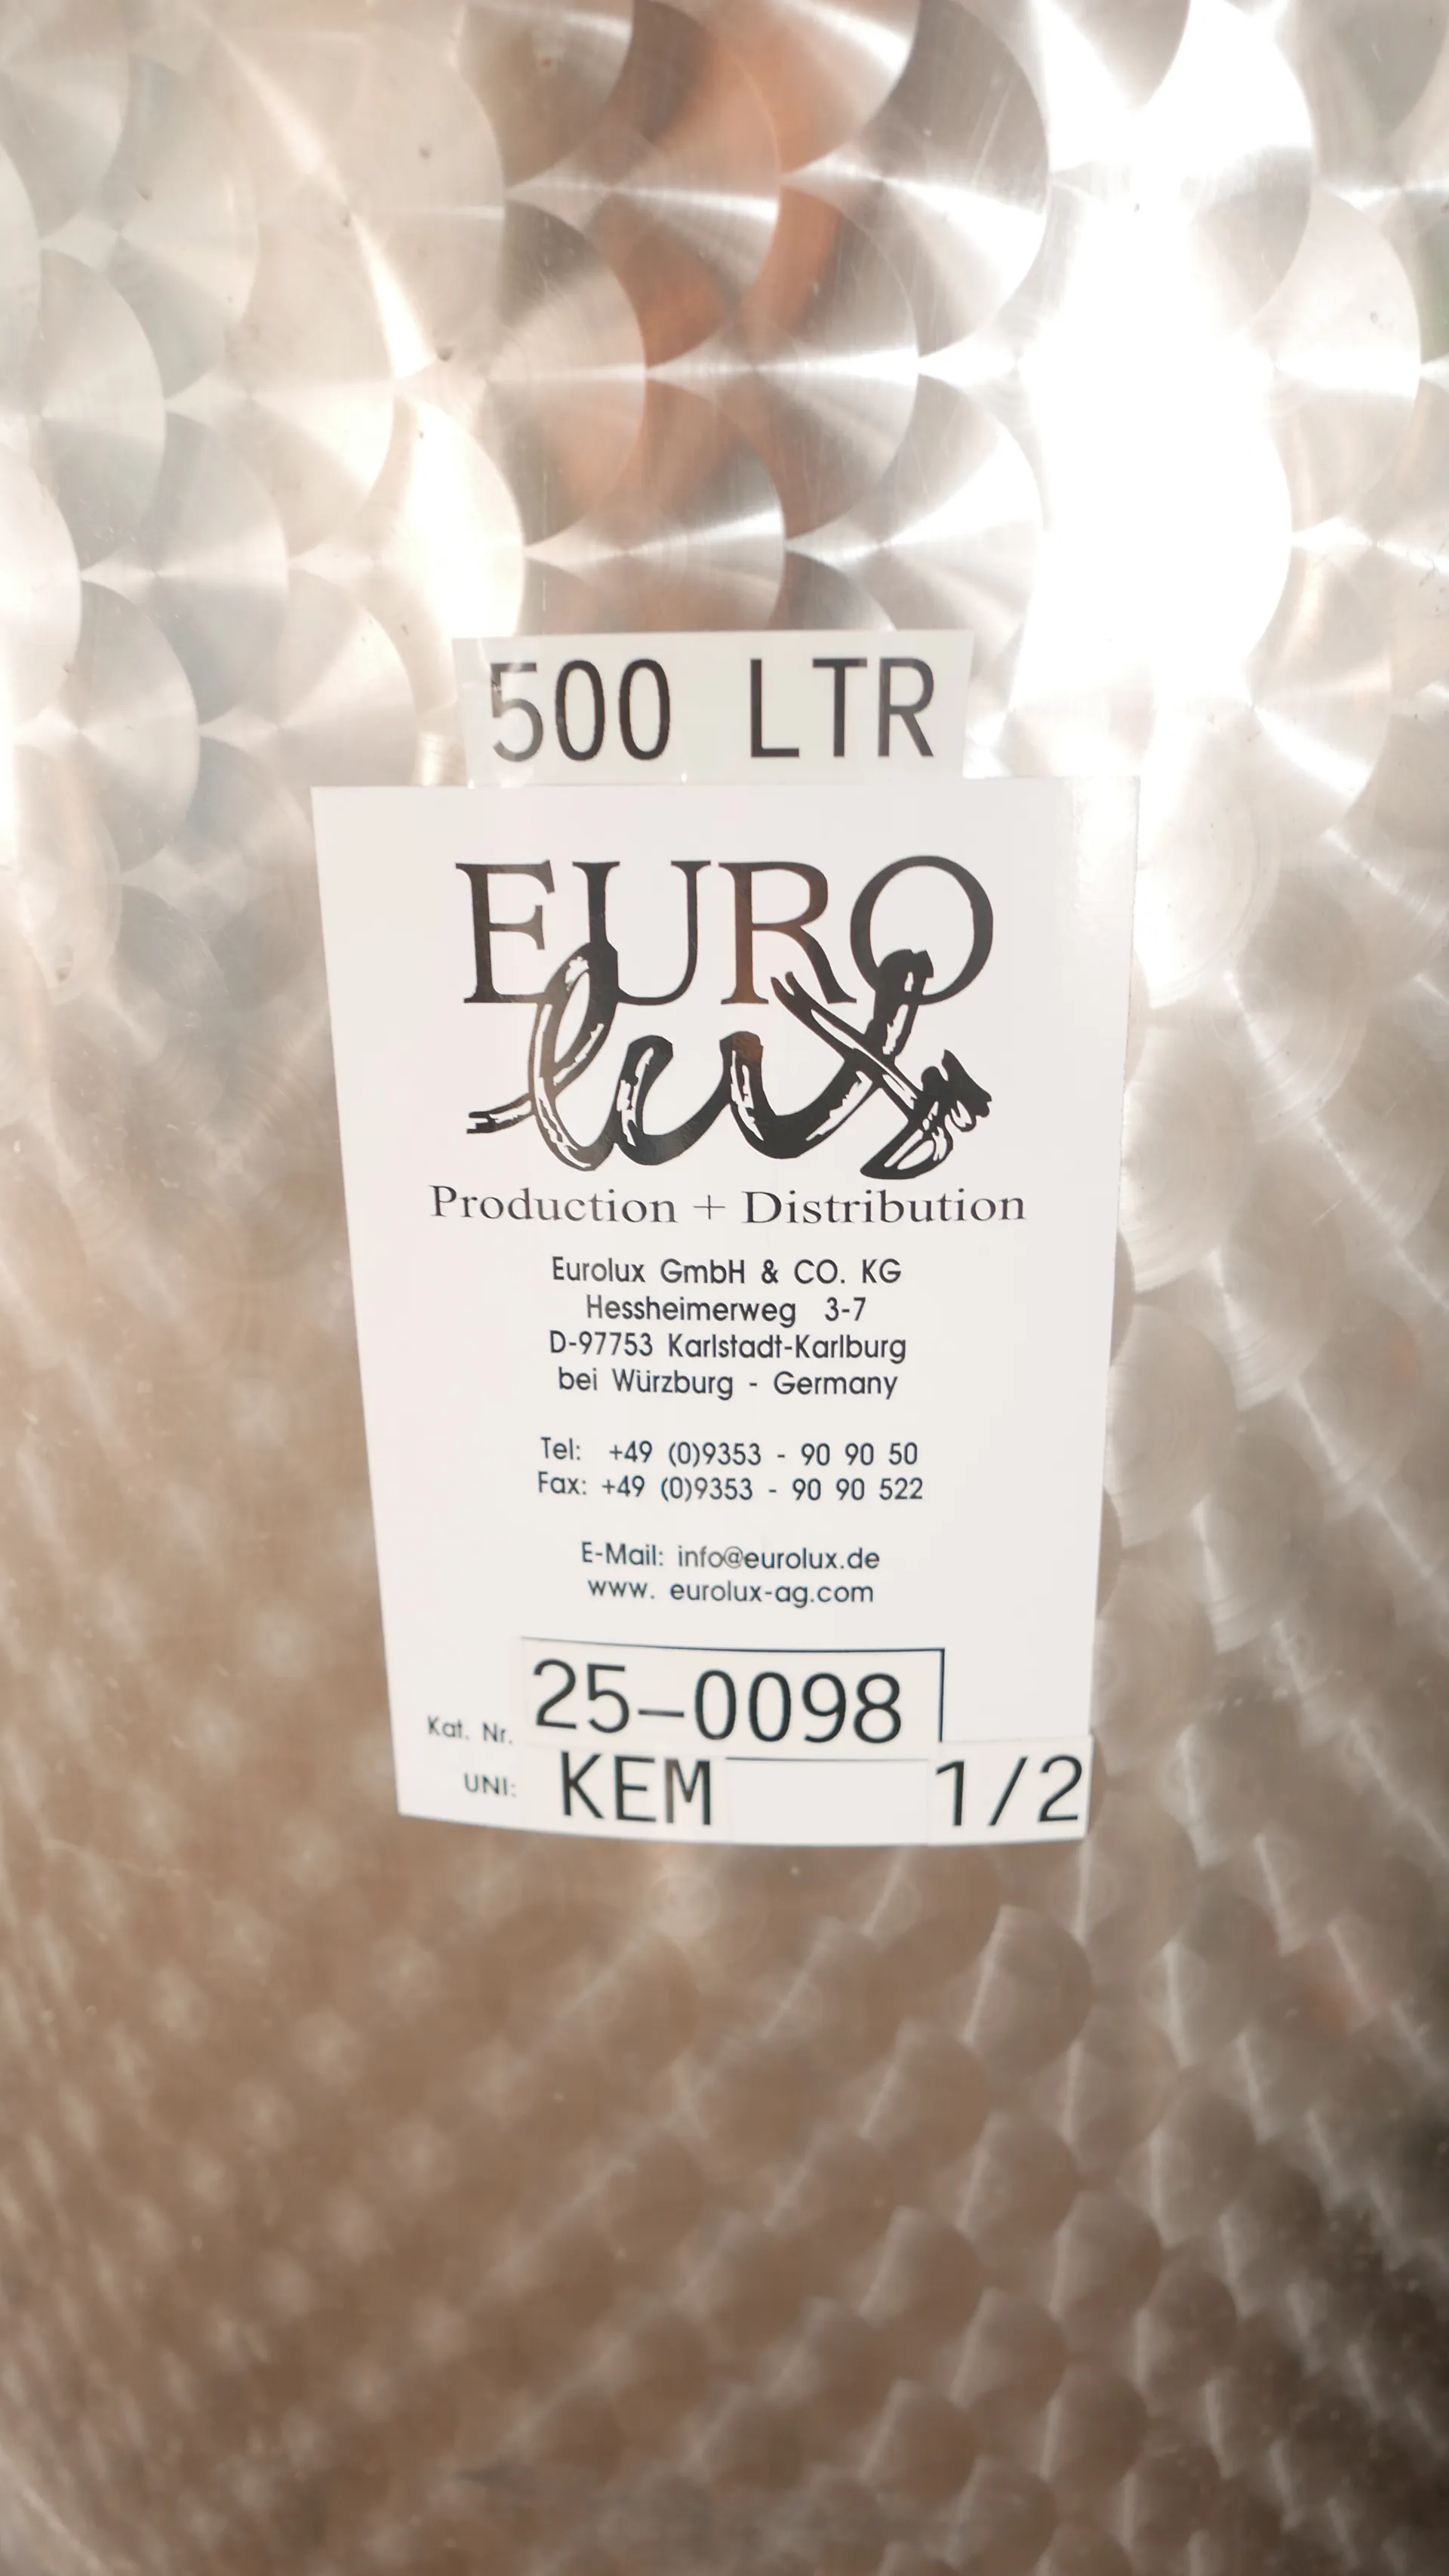 500 LTR
EURO
lux
Production + Distribution
Eurolux GmbH & CO. KG
Hessheimerweg 3-7
D-97753 Karlstadt-Karlburg
bei Würzburg - Germany
Tel: +49 (0)9353 - 90 90 50
Fax: +49 (0)9353 - 90 90 522
E-Mail: info@eurolux.de
www. eurolux-ag.com
Kat. Nr. 25-0098
UNI: KEM 1/2